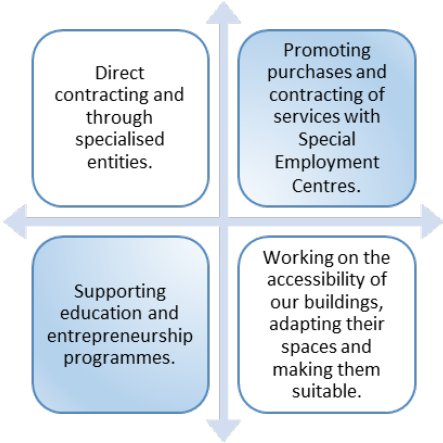 Direct
contracting and
through
specialised
entities.
Promoting
purchases and
contracting of
services with
Special
Employment
Centres.
Supporting
education and
entrepreneurship
programmes.
Working on the
accessibility of
our buildings,
adapting their
spaces and
making them
suitable.